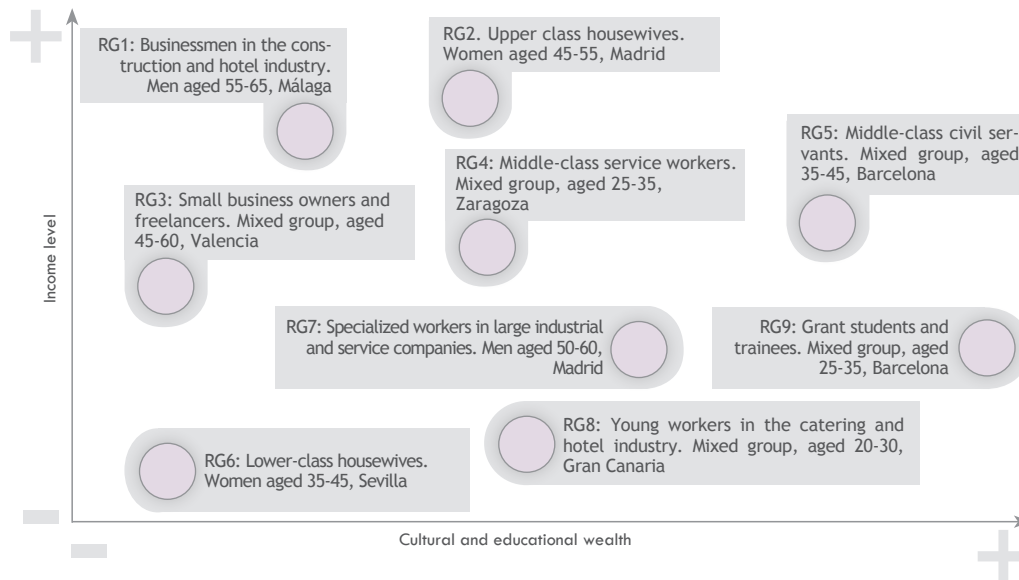 RG1: Businessmen in the cons-
truction and hotel industry.
Men aged 55-65, Málaga
RG2. Upper class housewives.
Women aged 45-55, Madrid
RG5: Middle-class civil ser-
vants. Mixed group, aged
35-45, Barcelona
RG4: Middle-class service workers.
Mixed group, aged 25-35,
Zaragoza
RG3: Small business owners and
freelancers. Mixed group, aged
45-60, Valencia
Income level
RG7: Specialized workers in large industrial
and service companies. Men aged 50-60,
Madrid
RG9: Grant students and
trainees. Mixed group, aged
25-35, Barcelona
RG8: Young workers in the catering and
hotel industry. Mixed group, aged 20-30,
Gran Canaria
RG6: Lower-class housewives.
Women aged 35-45, Sevilla
Cultural and educational wealth